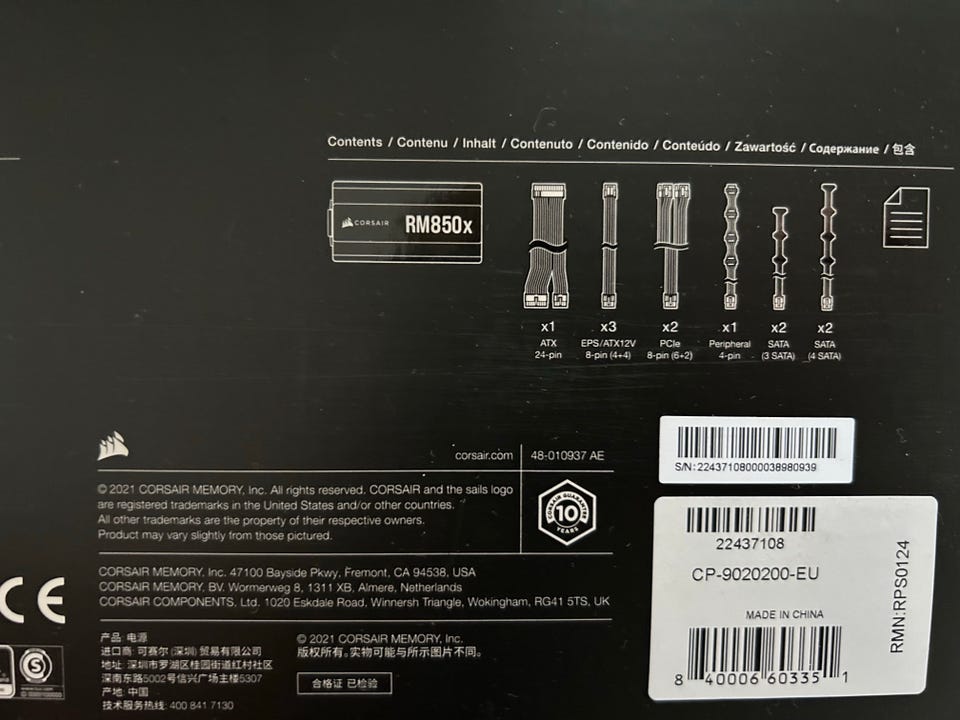 Contents / Contenu / Inhalt / Contenuto / Contenido / Conteúdo / Zawartość / Содержание / 包含
CORSAIR RM850x
x1 x3 x2 x1 x2 x2
ATX EPS/ATX12V PCIe Peripheral SATA SATA
24-pin 8-pin (4+4) 8-pin (6+2) 4-pin (3 SATA) (4 SATA)
corsair.com 48-010937 AE
S/N: 22437108000038980939
© 2021 CORSAIR MEMORY, Inc. All rights reserved. CORSAIR and the sails logo
are registered trademarks in the United States and/or other countries.
All other trademarks are the property of their respective owners.
Product may vary slightly from those pictured.
CORSAIR GUARANTEE
10
YEARS
22437108
CP-9020200-EU
MADE IN CHINA
8 40006 60335 1
RMN:RPS0124
CORSAIR MEMORY, Inc. 47100 Bayside Pkwy, Fremont, CA 94538, USA
CORSAIR MEMORY, BV. Wormerweg 8, 1311 XB, Almere, Netherlands
CORSAIR COMPONENTS, Ltd. 1020 Eskdale Road, Winnersh Triangle, Wokingham, RG41 5TS, UK
CE
S
产品: 电源
进口商: 可赛尔 (深圳) 贸易有限公司
地址: 深圳市罗湖区桂园街道红村社区
深南东路5002号信兴广场主楼5307
产地: 中国
技术服务热线: 400 841 7130
© 2021 CORSAIR MEMORY, Inc.
版权所有。实物可能与所示图片不同。
合格证 已检验